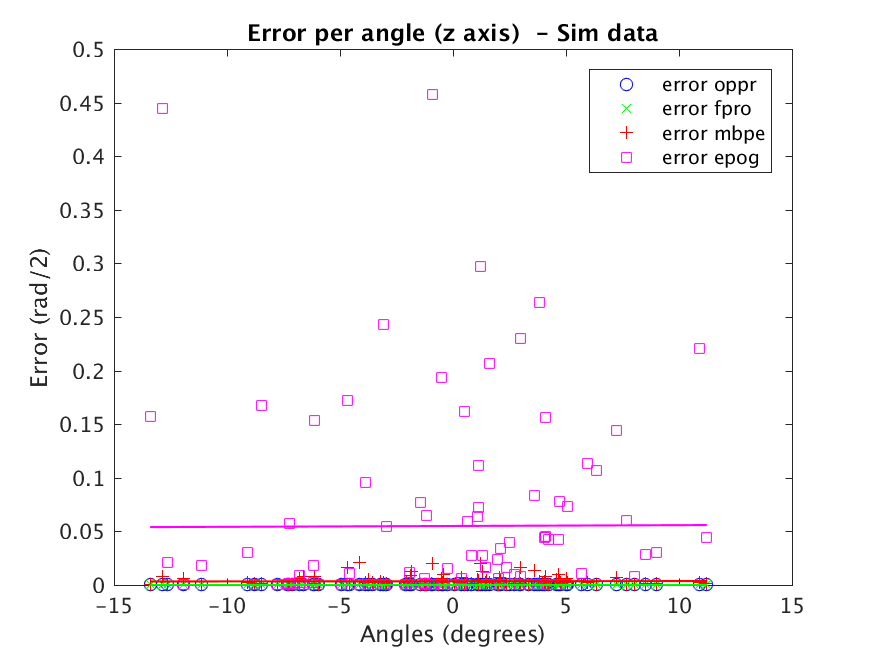 Error per angle (z axis) - Sim data
error oppr
error fpro
error mbpe
error epog
0.5
0.45
0.4
0.35
0.3
0.25
0.2
0.15
0.1
0.05
0
Error (rad/2)
-15 -10 -5 0 5 10 15
Angles (degrees)